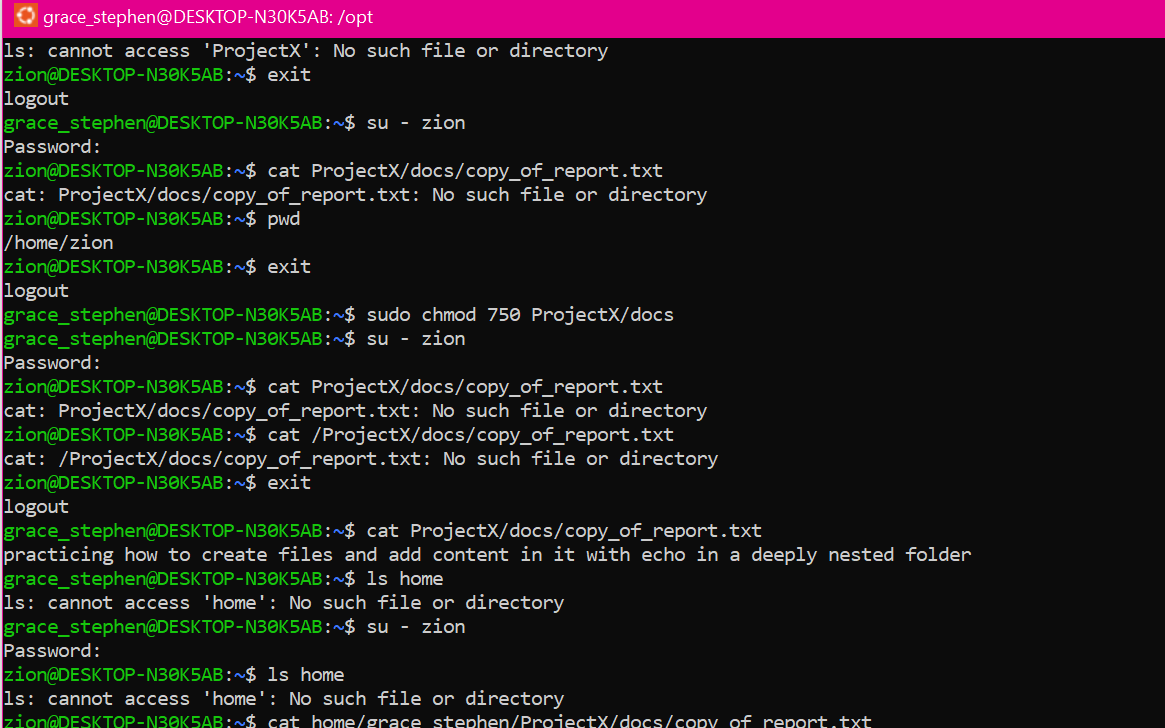 grace_stephen@DESKTOP-N30K5AB: /opt
ls: cannot access 'ProjectX': No such file or directory
zion@DESKTOP-N30K5AB:~$ exit
logout
grace_stephen@DESKTOP-N30K5AB:~$ su - zion
Password:
zion@DESKTOP-N30K5AB:~$ cat ProjectX/docs/copy_of_report.txt
cat: ProjectX/docs/copy_of_report.txt: No such file or directory
zion@DESKTOP-N30K5AB:~$ pwd
/home/zion
zion@DESKTOP-N30K5AB:~$ exit
logout
grace_stephen@DESKTOP-N30K5AB:~$ sudo chmod 750 ProjectX/docs
grace_stephen@DESKTOP-N30K5AB:~$ su - zion
Password:
zion@DESKTOP-N30K5AB:~$ cat ProjectX/docs/copy_of_report.txt
cat: ProjectX/docs/copy_of_report.txt: No such file or directory
zion@DESKTOP-N30K5AB:~$ cat /ProjectX/docs/copy_of_report.txt
cat: /ProjectX/docs/copy_of_report.txt: No such file or directory
zion@DESKTOP-N30K5AB:~$ exit
logout
grace_stephen@DESKTOP-N30K5AB:~$ cat ProjectX/docs/copy_of_report.txt
practicing how to create files and add content in it with echo in a deeply nested folder
grace_stephen@DESKTOP-N30K5AB:~$ ls home
ls: cannot access 'home': No such file or directory
grace_stephen@DESKTOP-N30K5AB:~$ su - zion
Password:
zion@DESKTOP-N30K5AB:~$ ls home
ls: cannot access 'home': No such file or directory
zion@DESKTOP-N30K5AB:~$ cat home/grace_stephen/ProjectX/docs/copy_of_report.txt